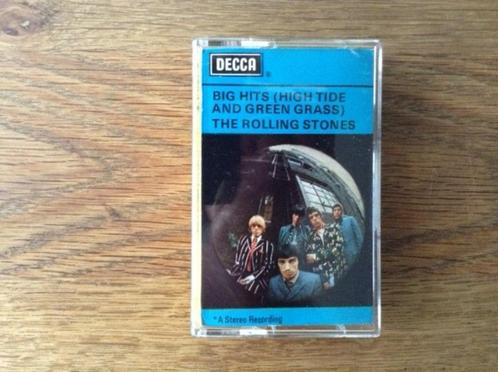 DECCA ®
BIG HITS (HIGH TIDE
AND GREEN GRASS)
THE ROLLING STONES
*A Stereo Recording